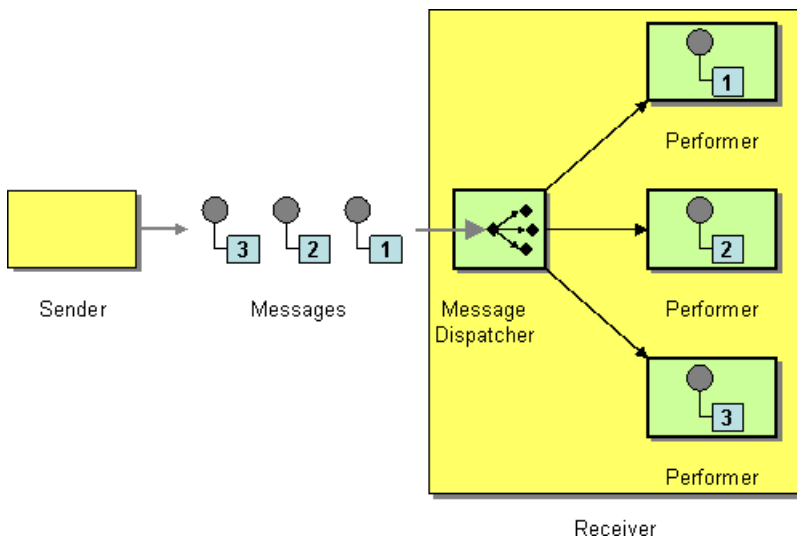 1
Performer
3
2
1
2
Sender
Messages
Message
Dispatcher
Performer
3
Performer
Receiver